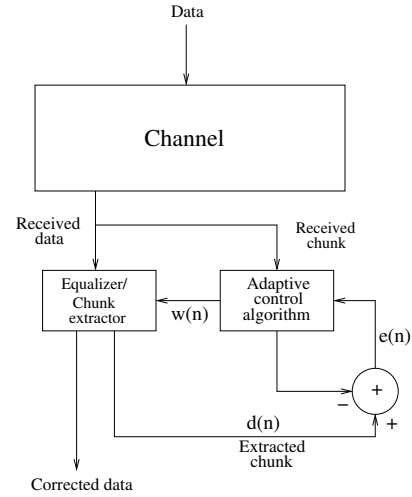 Data
Channel
Received
data
Received
chunk
Equalizer/
Chunk
extractor
w(n)
Adaptive
control
algorithm
e(n)
+
−
+
d(n)
Extracted
chunk
Corrected data